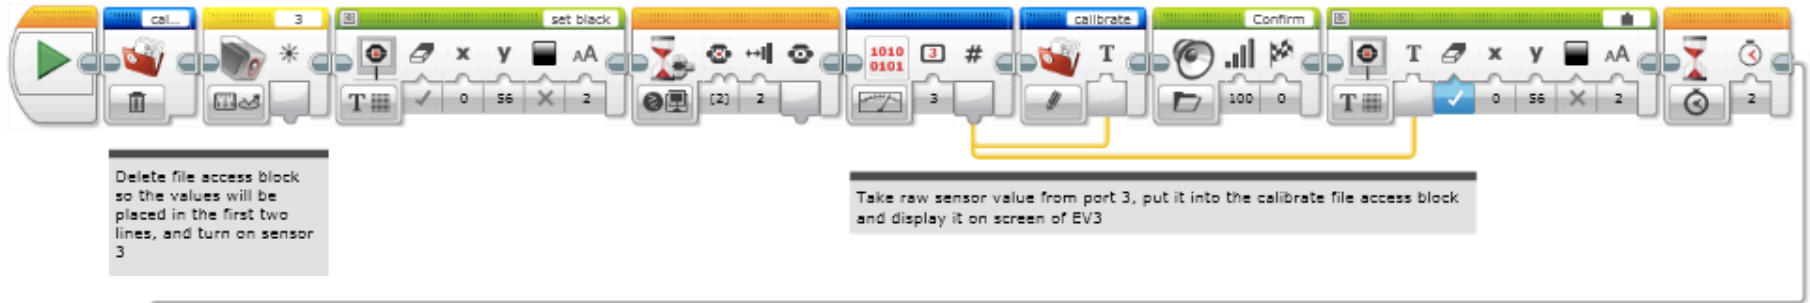 cal...
3
set black
calibrate
Confirm
x
y
AA
1010
0101
3
#
T
T
x
y
AA
T
0
56
2
[2]
2
3
100
0
T
0
56
2
2
Delete file access block
so the values will be
placed in the first two
lines, and turn on sensor
3
Take raw sensor value from port 3, put it into the calibrate file access block
and display it on screen of EV3